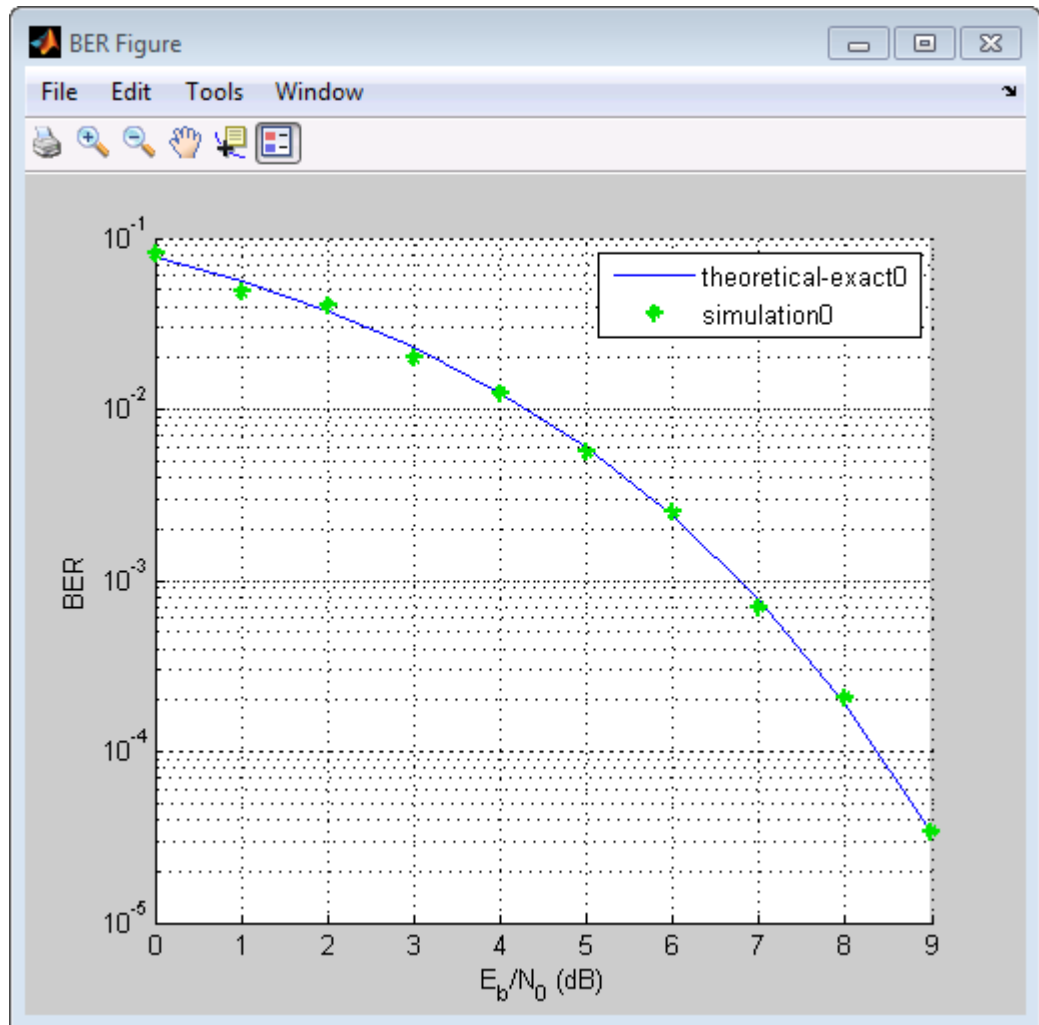 BER Figure
File Edit Tools Window
10^-1
10^-2
10^-3
10^-4
10^-5
BER
theoretical-exact0
simulation0
0 1 2 3 4 5 6 7 8 9
E_b/N_0 (dB)